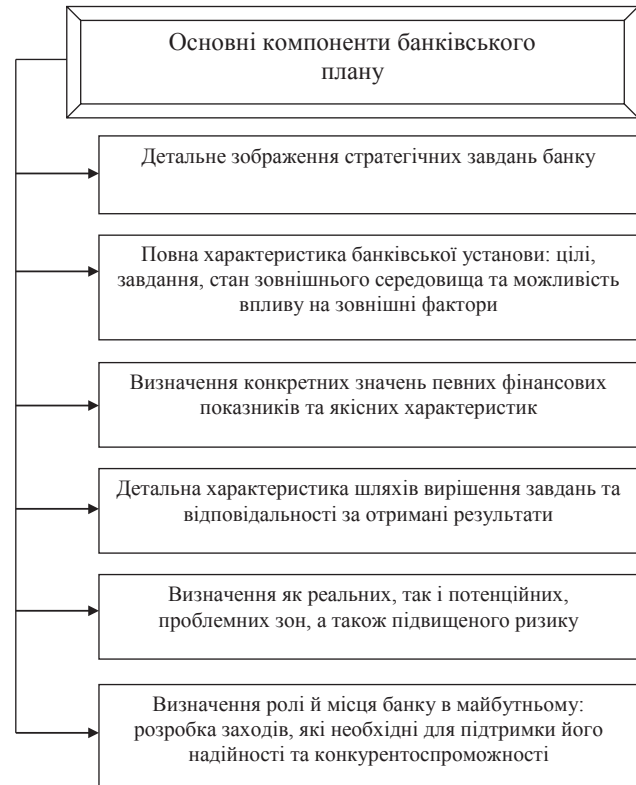 Основні компоненти банківського
плану
Детальне зображення стратегічних завдань банку
Повна характеристика банківської установи: цілі,
завдання, стан зовнішнього середовища та можливість
впливу на зовнішні фактори
Визначення конкретних значень певних фінансових
показників та якісних характеристик
Детальна характеристика шляхів вирішення завдань та
відповідальності за отримані результати
Визначення як реальних, так і потенційних,
проблемних зон, а також підвищеного ризику
Визначення ролі й місця банку в майбутньому:
розробка заходів, які необхідні для підтримки його
надійності та конкурентоспроможності